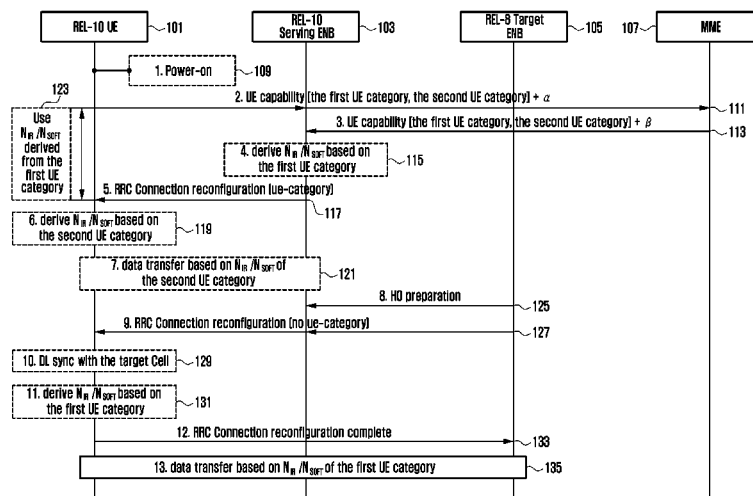 REL-10 UE
101
REL-10
Serving ENB
103
REL-8 Target
ENB
105
107
MME
1. Power-on
109
123
2. UE capability [the first UE category, the second UE category] + α
111
Use
N_IR /N_SOFT
derived
from the
first UE
category
3. UE capability [the first UE category, the second UE category] + β
113
4. derive N_IR /N_SOFT based on
the first UE category
115
5. RRC Connection reconfiguration (ue-category)
117
6. derive N_IR /N_SOFT based on
the second UE category
119
7. data transfer based on N_IR /N_SOFT of
the second UE category
121
8. HO preparation
125
9. RRC Connection reconfiguration (no ue-category)
127
10. DL sync with the target Cell
129
11. derive N_IR /N_SOFT based on
the first UE category
131
12. RRC Connection reconfiguration complete
133
13. data transfer based on N_IR /N_SOFT of the first UE category
135